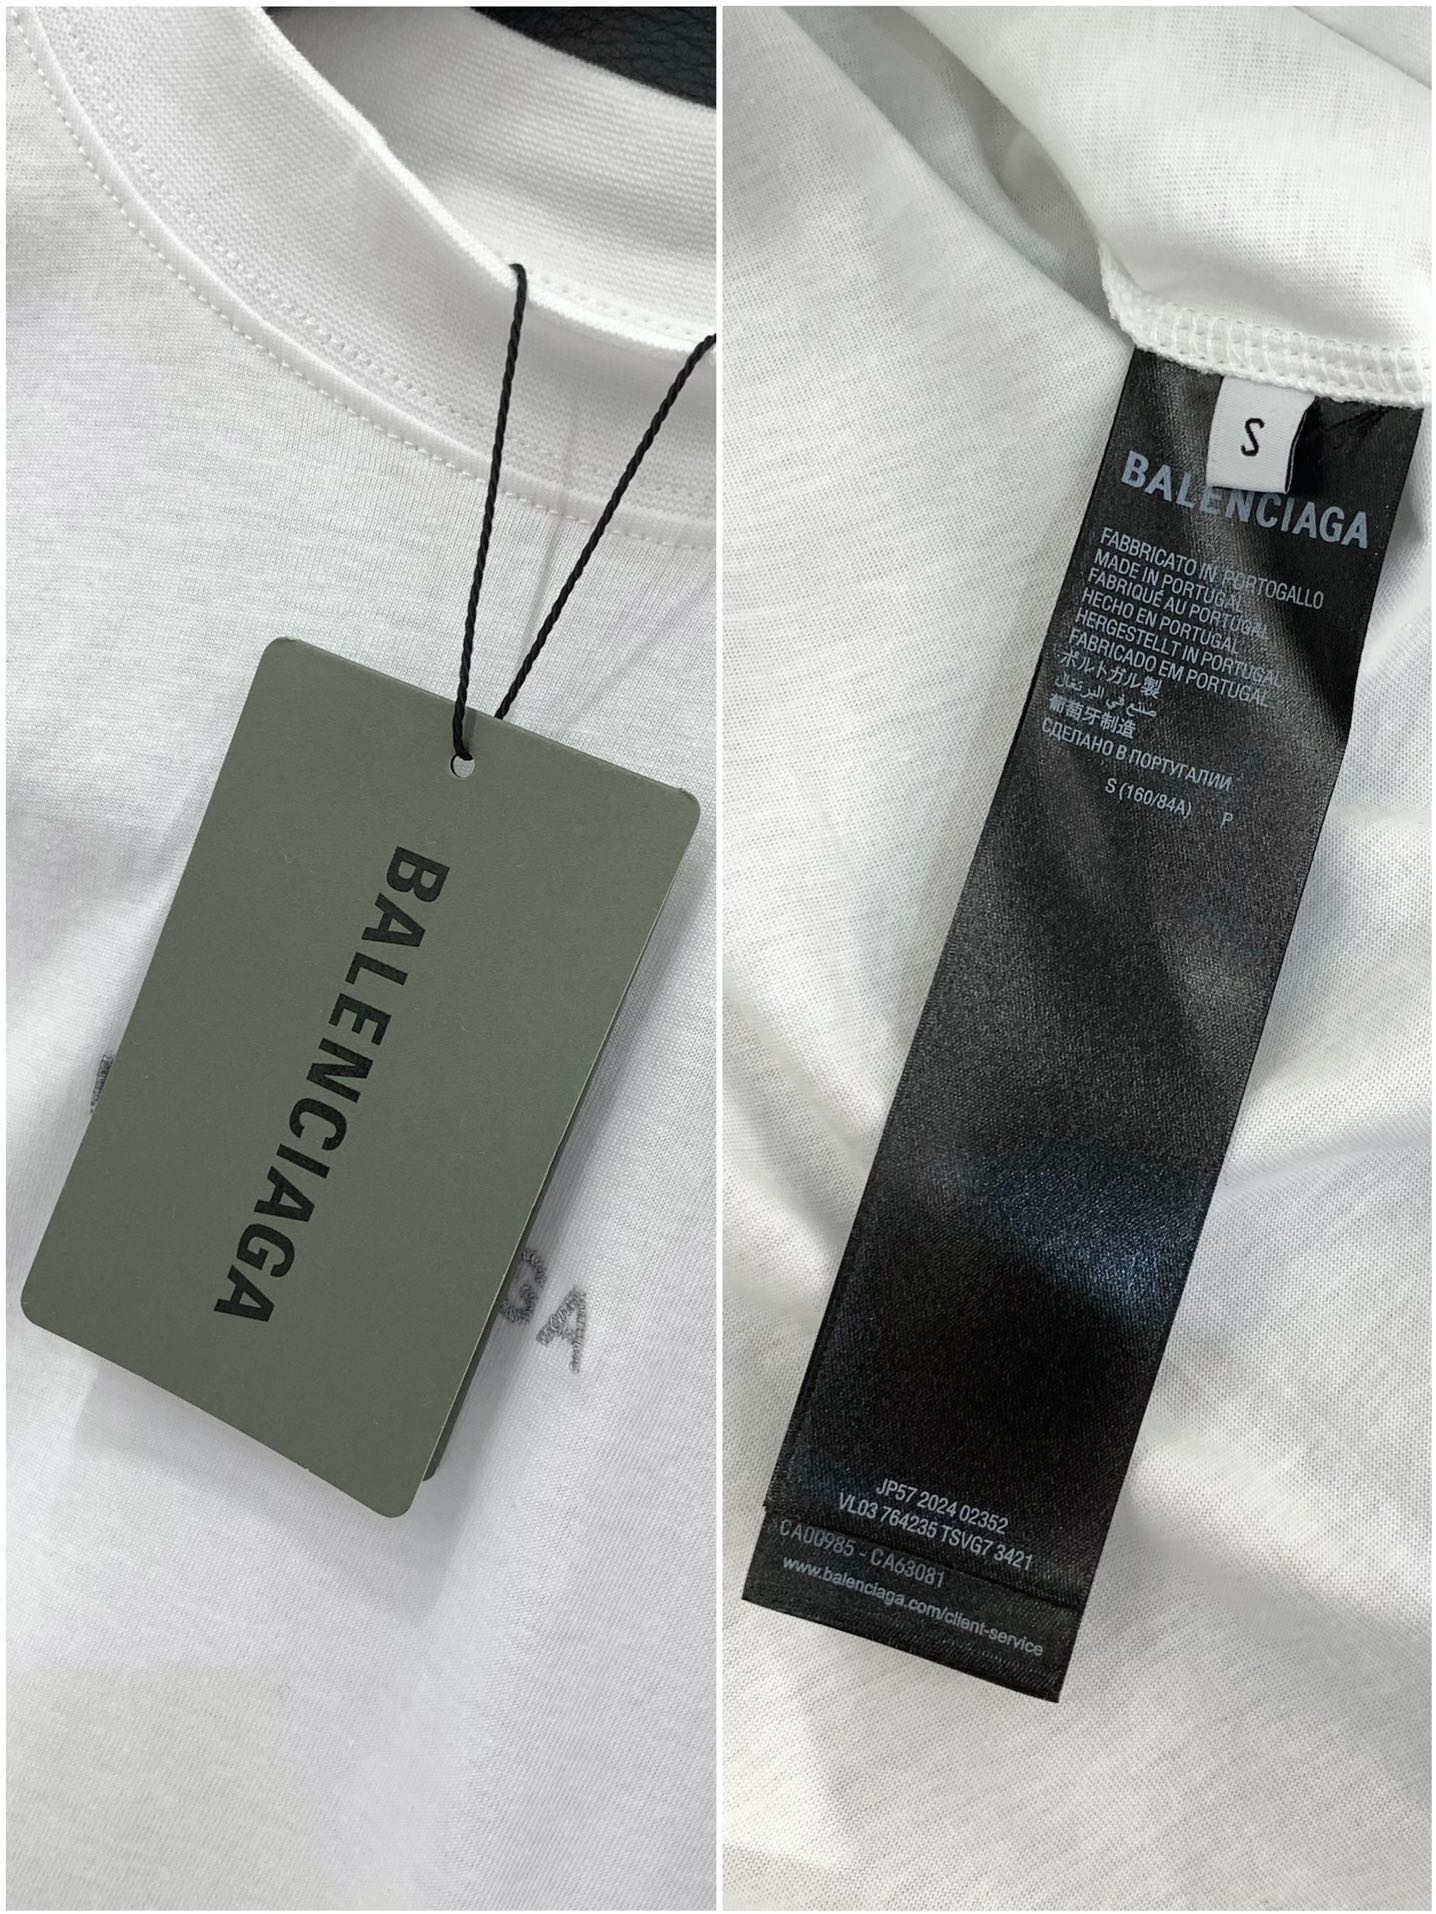 BALENCIAGA
GA
S
BALENCIAGA
FABBRICATO IN PORTOGALLO
MADE IN PORTUGAL
FABRIQUÉ AU PORTUGAL
HECHO EN PORTUGAL
HERGESTELLT IN PORTUGAL
FABRICADO EM PORTUGAL
ポルトガル製
صنع في البرتغال
葡萄牙制造
СДЕЛАНО В ПОРТУГАЛИИ
S (160/84A) P
JP57 2024 02352
VL03 764235 TSVG7 3421
CA00985 - CA63081
www.balenciaga.com/client-service